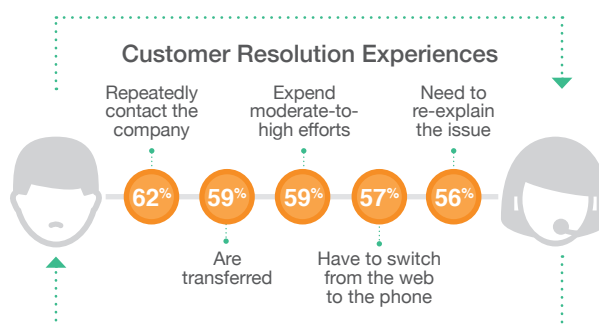 Customer Resolution Experiences
Repeatedly
contact the
company
Expend
moderate-to-
high efforts
Need to
re-explain
the issue
62%
59%
59%
57%
56%
Are
transferred
Have to switch
from the web
to the phone